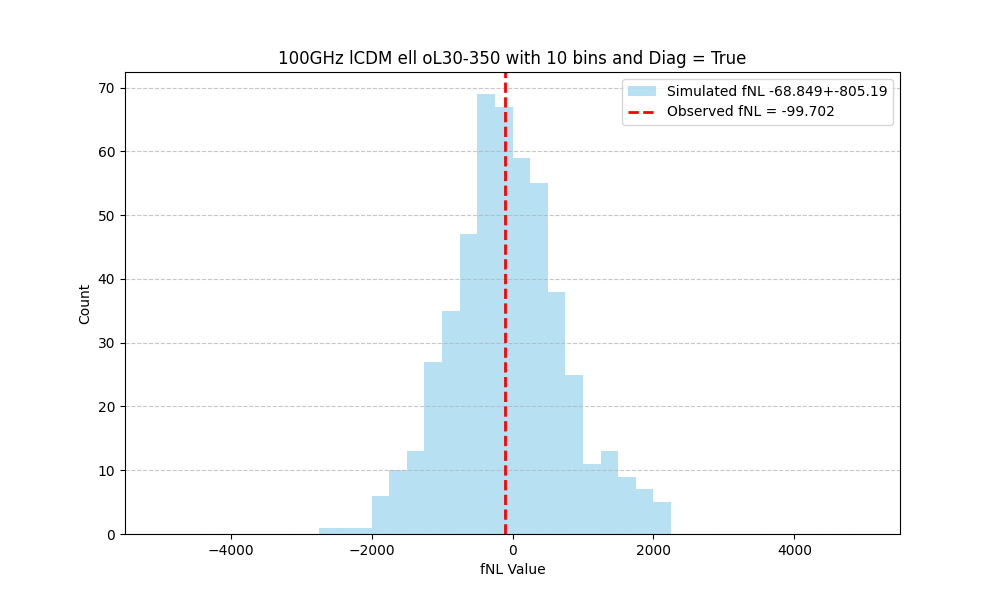 100GHz lCDM ell oL30-350 with 10 bins and Diag = True
Simulated fNL -68.849+-805.19
Observed fNL = -99.702
70
60
50
40
30
20
10
0
Count
−4000
−2000
0
2000
4000
fNL Value